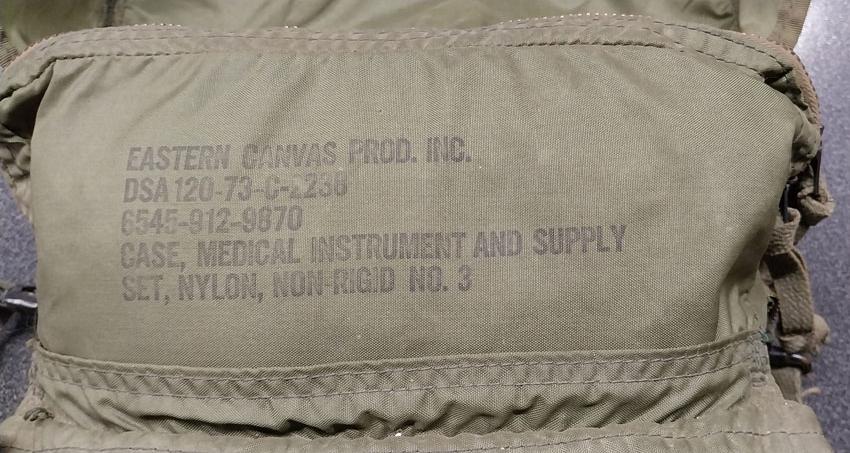 EASTERN CANVAS PROD. INC.
DSA 120-73-C-
6545-912-9870
CASE, MEDICAL INSTRUMENT AND SUPPLY
SET, NYLON, NON-RIGID NO. 3